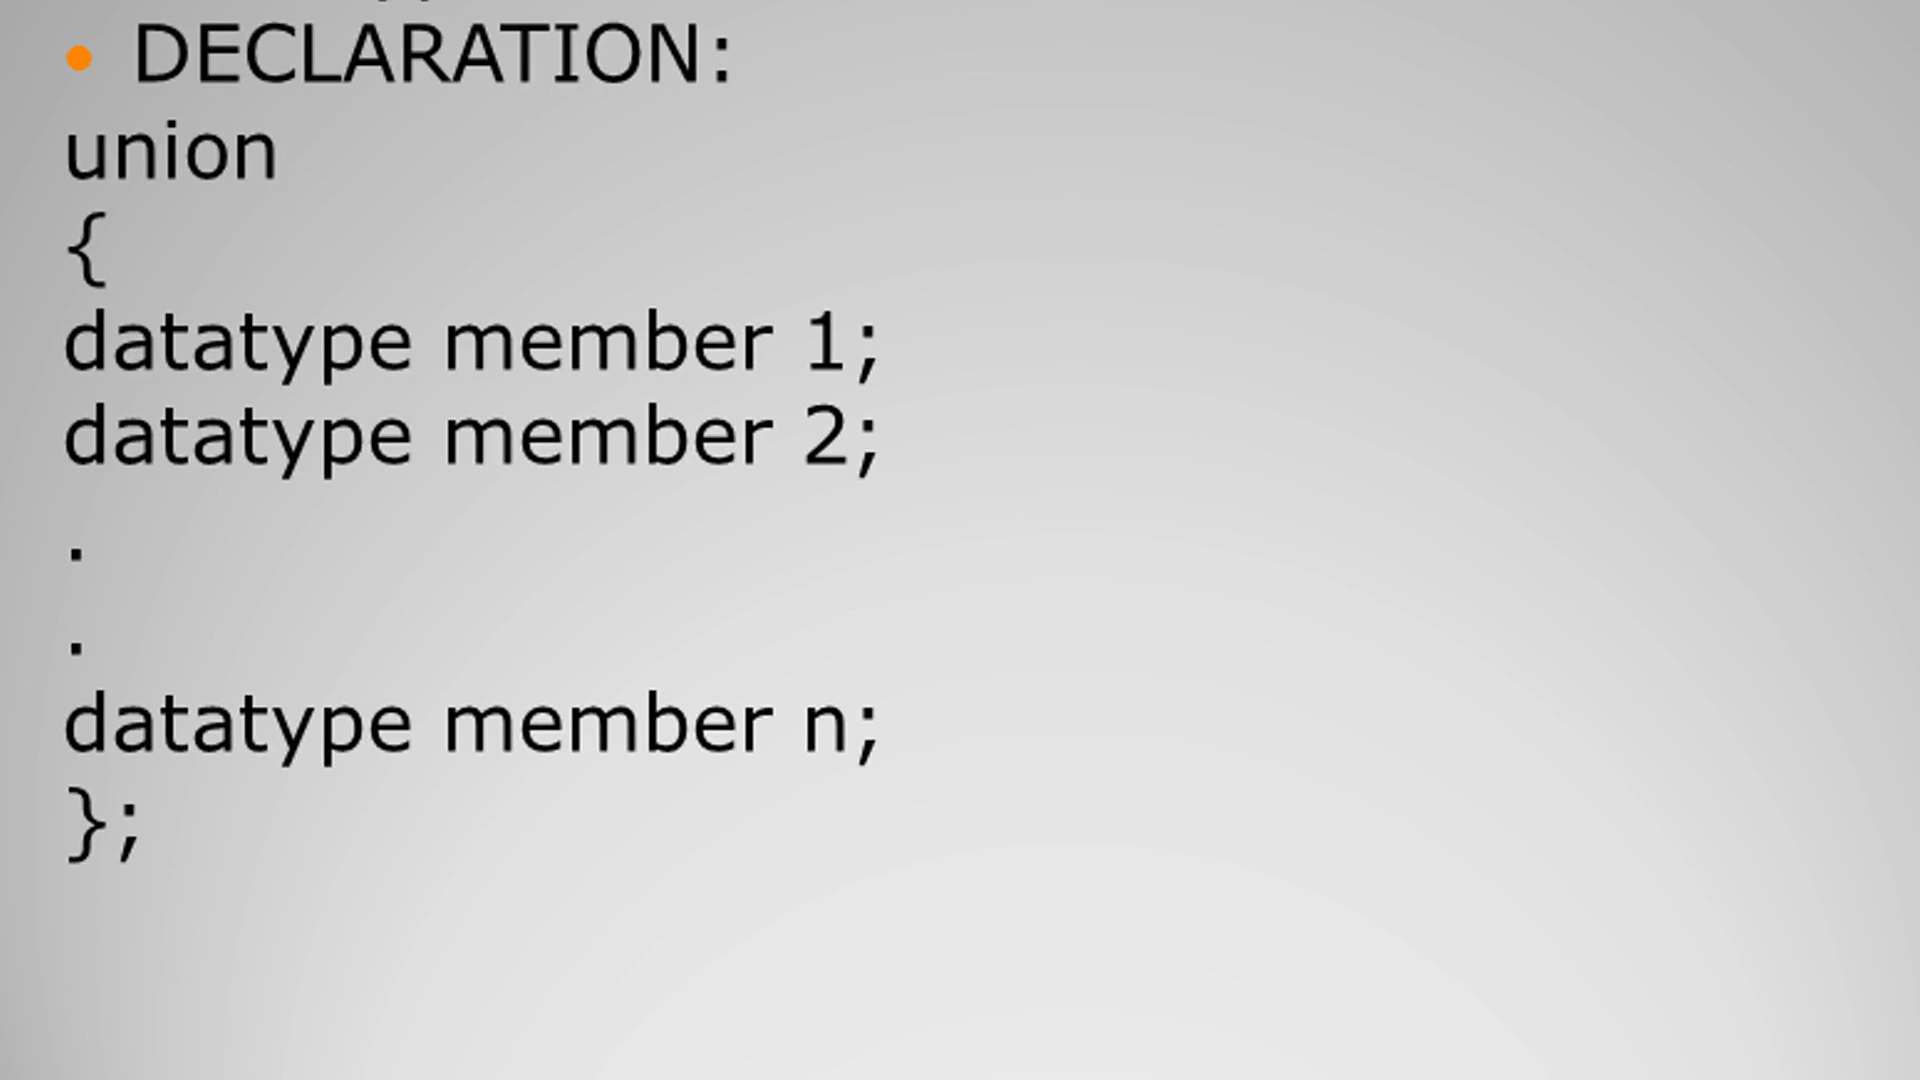 • DECLARATION:
union
{
datatype member 1;
datatype member 2;
.
.
datatype member n;
};